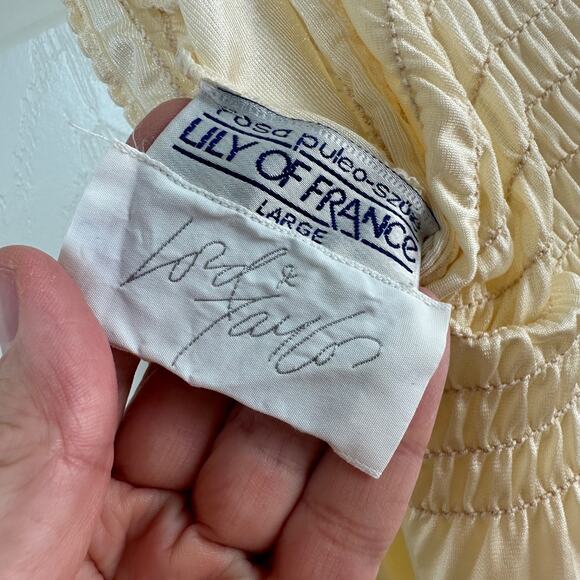 rosa puleo-szule
LILY OF FRANCE
LARGE
Lord &
Taylor